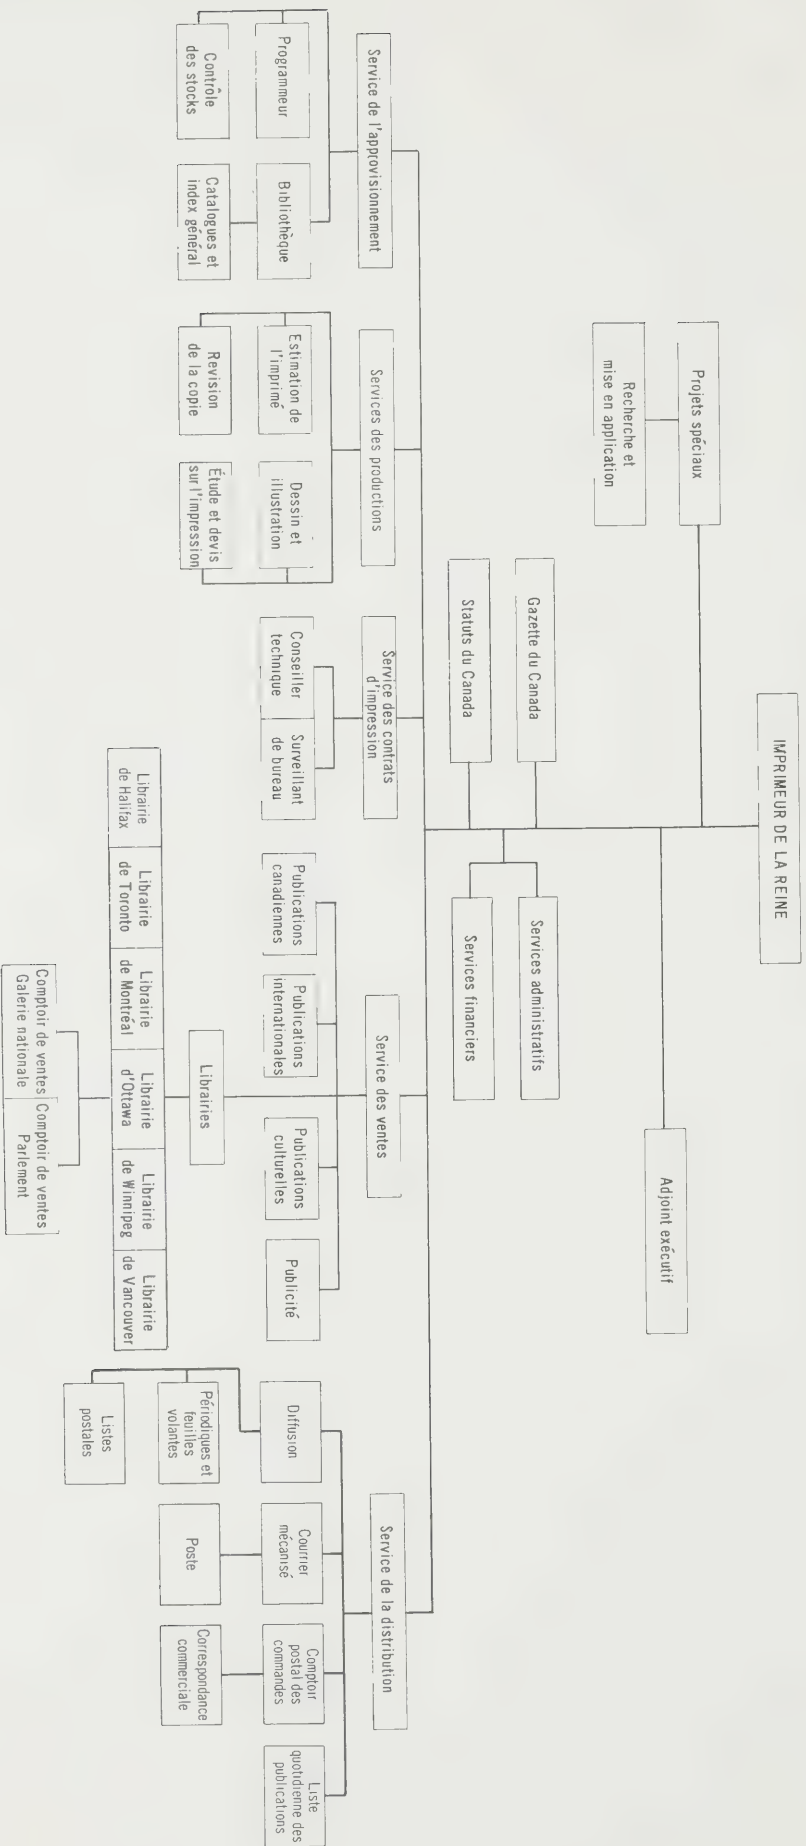 IMPRIMEUR DE LA REINE
Adjoint exécutif
Projets spéciaux
Recherche et
mise en application
Gazette du Canada
Statuts du Canada
Services administratifs
Services financiers
Service de l'approvisionnement
Programmeur
Contrôle
des stocks
Bibliothèque
Catalogues et
index général
Services des productions
Estimation de
l'imprimé
Revision
de la copie
Dessin et
illustration
Étude et devis
sur l'impression
Service des contrats
d'impression
Conseiller
technique
Surveillant
de bureau
Service des ventes
Publications
canadiennes
Publications
internationales
Publications
culturelles
Publicité
Librairies
Librairie
de Halifax
Librairie
de Toronto
Librairie
de Montréal
Librairie
d'Ottawa
Librairie
de Winnipeg
Librairie
de Vancouver
Comptoir de ventes
Galerie nationale
Comptoir de ventes
Parlement
Service de la distribution
Diffusion
Périodiques et
feuilles
volantes
Listes
postales
Courrier
mécanisé
Poste
Comptoir
postal des
commandes
Correspondance
commerciale
Liste
quotidienne des
publications